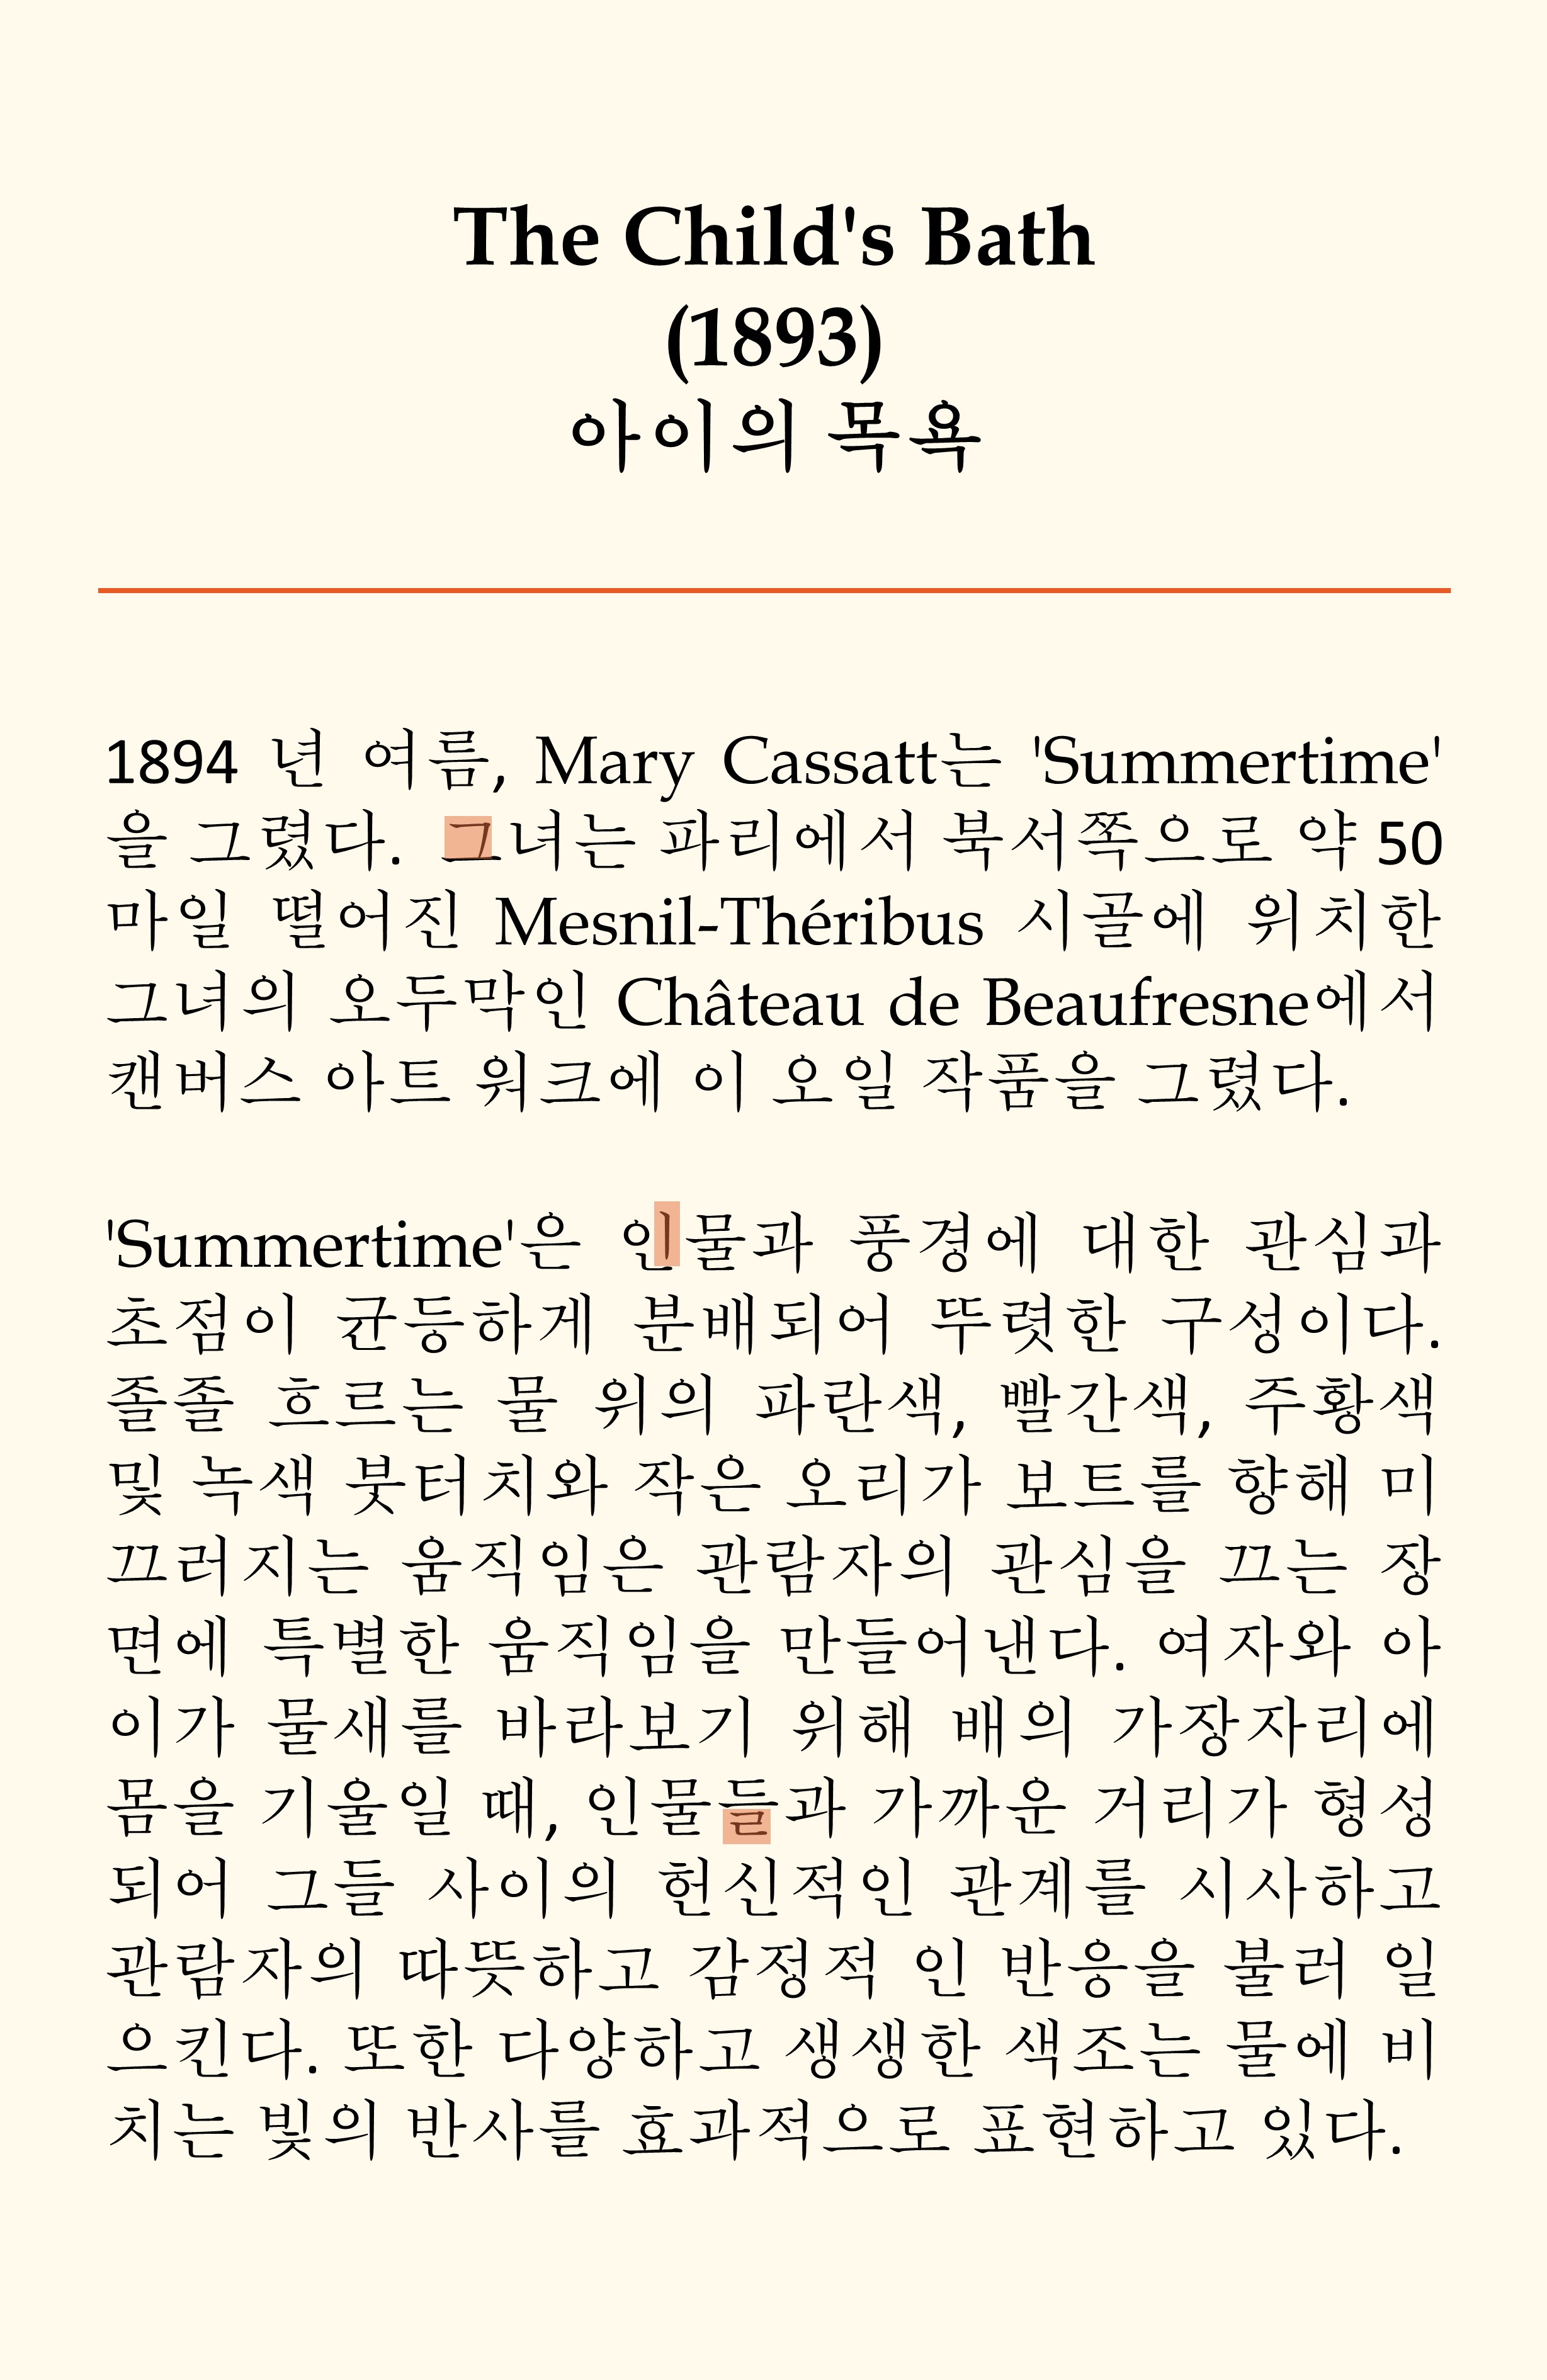 The Child's Bath
(1893)
아이의 목욕
1894 년 여름, Mary Cassatt는 'Summertime'
을 그렸다. 그녀는 파리에서 북서쪽으로 약 50
마일 떨어진 Mesnil-Théribus 시골에 위치한
그녀의 오두막인 Château de Beaufresne에서
캔버스 아트 워크에 이 오일 작품을 그렸다.
'Summertime'은 인물과 풍경에 대한 관심과
초점이 균등하게 분배되어 뚜렷한 구성이다.
졸졸 흐르는 물 위의 파란색, 빨간색, 주황색
및 녹색 붓터치와 작은 오리가 보트를 향해 미
끄러지는 움직임은 관람자의 관심을 끄는 장
면에 특별한 움직임을 만들어낸다. 여자와 아
이가 물새를 바라보기 위해 배의 가장자리에
몸을 기울일 때, 인물들과 가까운 거리가 형성
되어 그들 사이의 헌신적인 관계를 시사하고
관람자의 따뜻하고 감정적 인 반응을 불러 일
으킨다. 또한 다양하고 생생한 색조는 물에 비
치는 빛의 반사를 효과적으로 표현하고 있다.